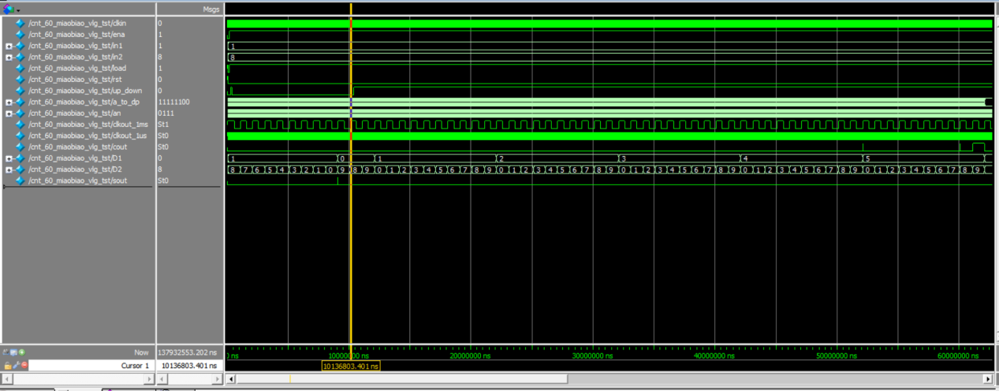 Msgs
/cnt_60_miaobiao_vlg_tst/clkin 0
/cnt_60_miaobiao_vlg_tst/ena 1
/cnt_60_miaobiao_vlg_tst/in1 1 1
/cnt_60_miaobiao_vlg_tst/in2 8 8
/cnt_60_miaobiao_vlg_tst/load 1
/cnt_60_miaobiao_vlg_tst/rst 0
/cnt_60_miaobiao_vlg_tst/up_down 0
/cnt_60_miaobiao_vlg_tst/a_to_dp 11111100
/cnt_60_miaobiao_vlg_tst/an 0111
/cnt_60_miaobiao_vlg_tst/clkout_1ms St1
/cnt_60_miaobiao_vlg_tst/clkout_1us St0
/cnt_60_miaobiao_vlg_tst/cout St0
/cnt_60_miaobiao_vlg_tst/D1 0 1 0 1 2 3 4 5
/cnt_60_miaobiao_vlg_tst/D2 8 8 7 6 5 4 3 2 1 0 9 8 9 0 1 2 3 4 5 6 7 8 9 0 1 2 3 4 5 6 7 8 9 0 1 2 3 4 5 6 7 8 9 0 1 2 3 4 5 6 7 8 9 0 1 2 3 4 5 6 7 8 9
/cnt_60_miaobiao_vlg_tst/sout St0
Now 137932553.202 ns ns 20000000 ns 30000000 ns 40000000 ns 50000000 ns 60000000 ns
Cursor 1 10136803.401 ns 10136803.401 ns